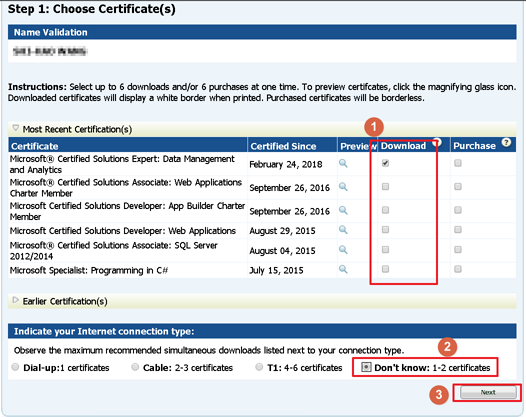 Step 1: Choose Certificate(s)
Name Validation
Instructions: Select up to 6 downloads and/or 6 purchases at one time. To preview certifcates, click the magnifying glass icon.
Downloaded certificates will display a white border when printed. Purchased certificates will be borderless.
1
Most Recent Certification(s)
Certificate Certified Since Preview Download ? Purchase ?
Microsoft® Certified Solutions Expert: Data Management
and Analytics February 24, 2018
Microsoft® Certified Solutions Associate: Web Applications
Charter Member September 26, 2016
Microsoft Certified Solutions Developer: App Builder Charter
Member September 26, 2016
Microsoft® Certified Solutions Developer: Web Applications August 29, 2015
Microsoft® Certified Solutions Associate: SQL Server
2012/2014 August 04, 2015
Microsoft Specialist: Programming in C# July 15, 2015
Earlier Certification(s)
Indicate your Internet connection type:
2
Observe the maximum recommended simultaneous downloads listed next to your connection type.
Dial-up:1 certificates Cable: 2-3 certificates T1: 4-6 certificates Don't know: 1-2 certificates
3 Next